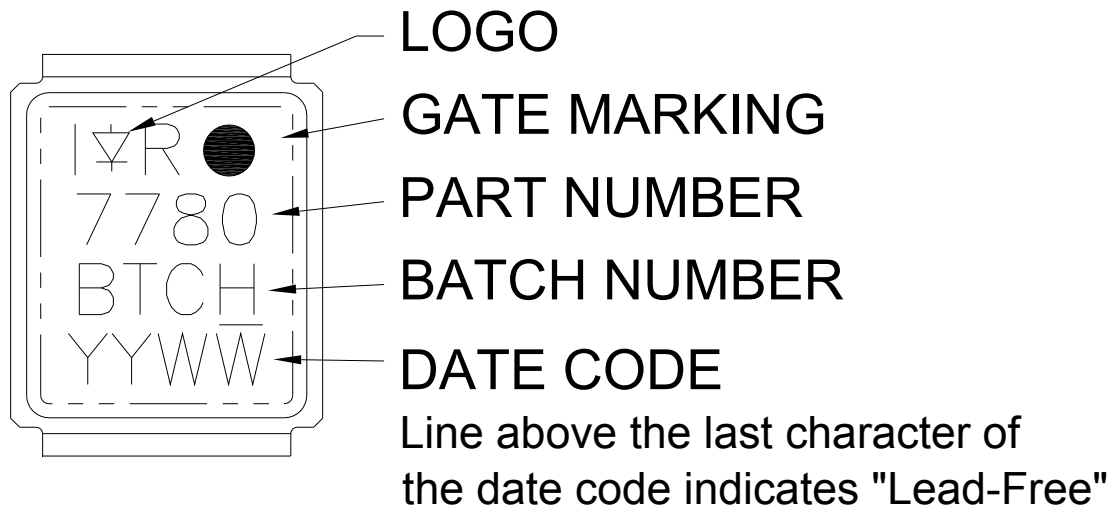 LOGO
GATE MARKING
I R
7780
PART NUMBER
BTCH
BATCH NUMBER
YYWW
DATE CODE
Line above the last character of
the date code indicates "Lead-Free"